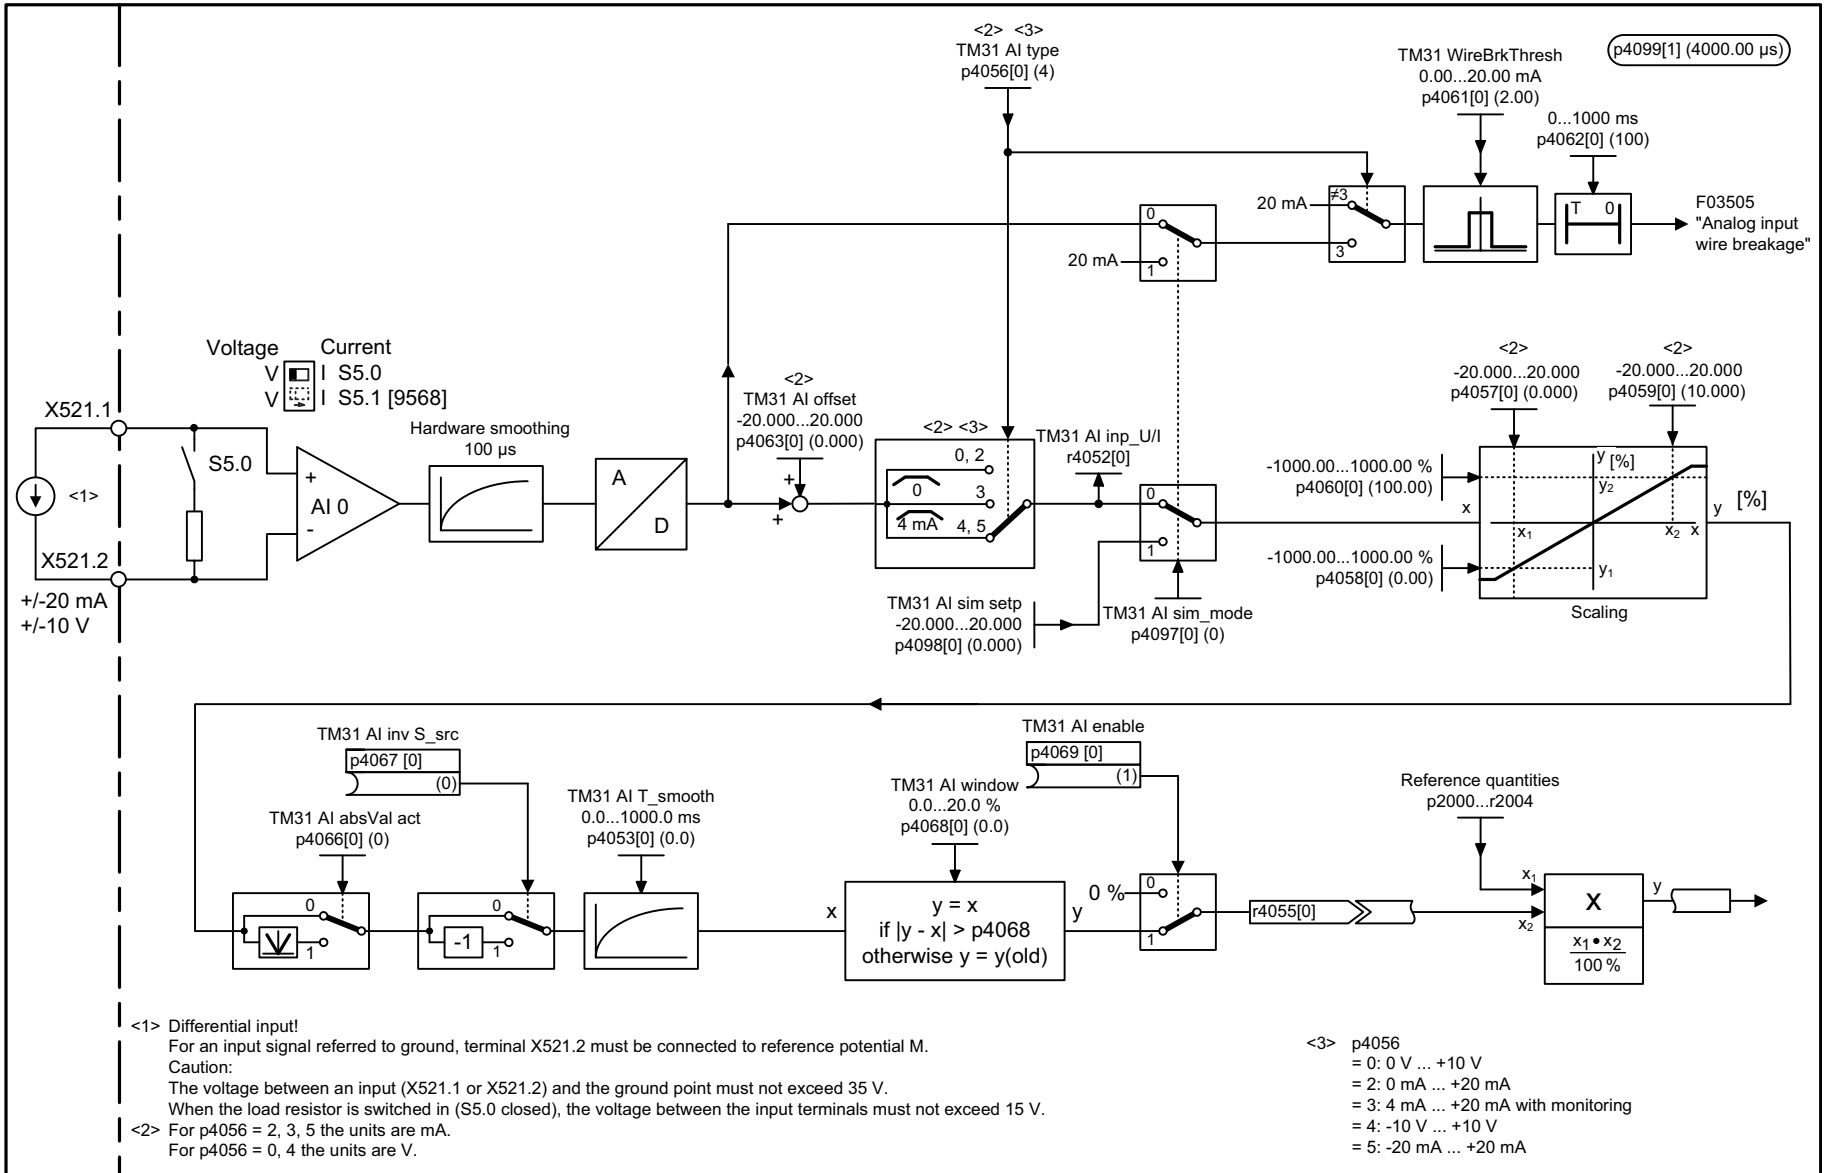 <2> <3>
TM31 AI type
p4056[0] (4)
TM31 WireBrkThresh
0.00...20.00 mA
p4061[0] (2.00)
p4099[1] (4000.00 µs)
0...1000 ms
p4062[0] (100)
0
20 mA
1
20 mA
≠3
3
T 0
F03505
"Analog input
wire breakage"
Voltage Current
V I S5.0
V I S5.1 [9568]
X521.1
S5.0
<1>
X521.2
+/-20 mA
+/-10 V
+
AI 0
-
Hardware smoothing
100 µs
A
D
<2>
TM31 AI offset
-20.000...20.000
p4063[0] (0.000)
+
+
<2> <3>
0, 2
0
3
4 mA
4, 5
TM31 AI inp_U/I
r4052[0]
0
1
TM31 AI sim setp
-20.000...20.000
p4098[0] (0.000)
TM31 AI sim_mode
p4097[0] (0)
<2>
-20.000...20.000
p4057[0] (0.000)
<2>
-20.000...20.000
p4059[0] (10.000)
-1000.00...1000.00 %
p4060[0] (100.00)
x
-1000.00...1000.00 %
p4058[0] (0.00)
y [%]
y2
x1
x2 x
y1
y [%]
Scaling
TM31 AI inv S_src
p4067 [0]
(0)
TM31 AI absVal act
p4066[0] (0)
TM31 AI T_smooth
0.0...1000.0 ms
p4053[0] (0.0)
TM31 AI window
0.0...20.0 %
p4068[0] (0.0)
TM31 AI enable
p4069 [0]
(1)
Reference quantities
p2000...r2004
0
1
0
-1
1
x
y = x
if |y - x| > p4068
otherwise y = y(old)
y
0 %
0
1
r4055[0]
x1
x2
X
x1 • x2
100 %
y
<1> Differential input!
For an input signal referred to ground, terminal X521.2 must be connected to reference potential M.
Caution:
The voltage between an input (X521.1 or X521.2) and the ground point must not exceed 35 V.
When the load resistor is switched in (S5.0 closed), the voltage between the input terminals must not exceed 15 V.
<2> For p4056 = 2, 3, 5 the units are mA.
For p4056 = 0, 4 the units are V.
<3> p4056
= 0: 0 V ... +10 V
= 2: 0 mA ... +20 mA
= 3: 4 mA ... +20 mA with monitoring
= 4: -10 V ... +10 V
= 5: -20 mA ... +20 mA